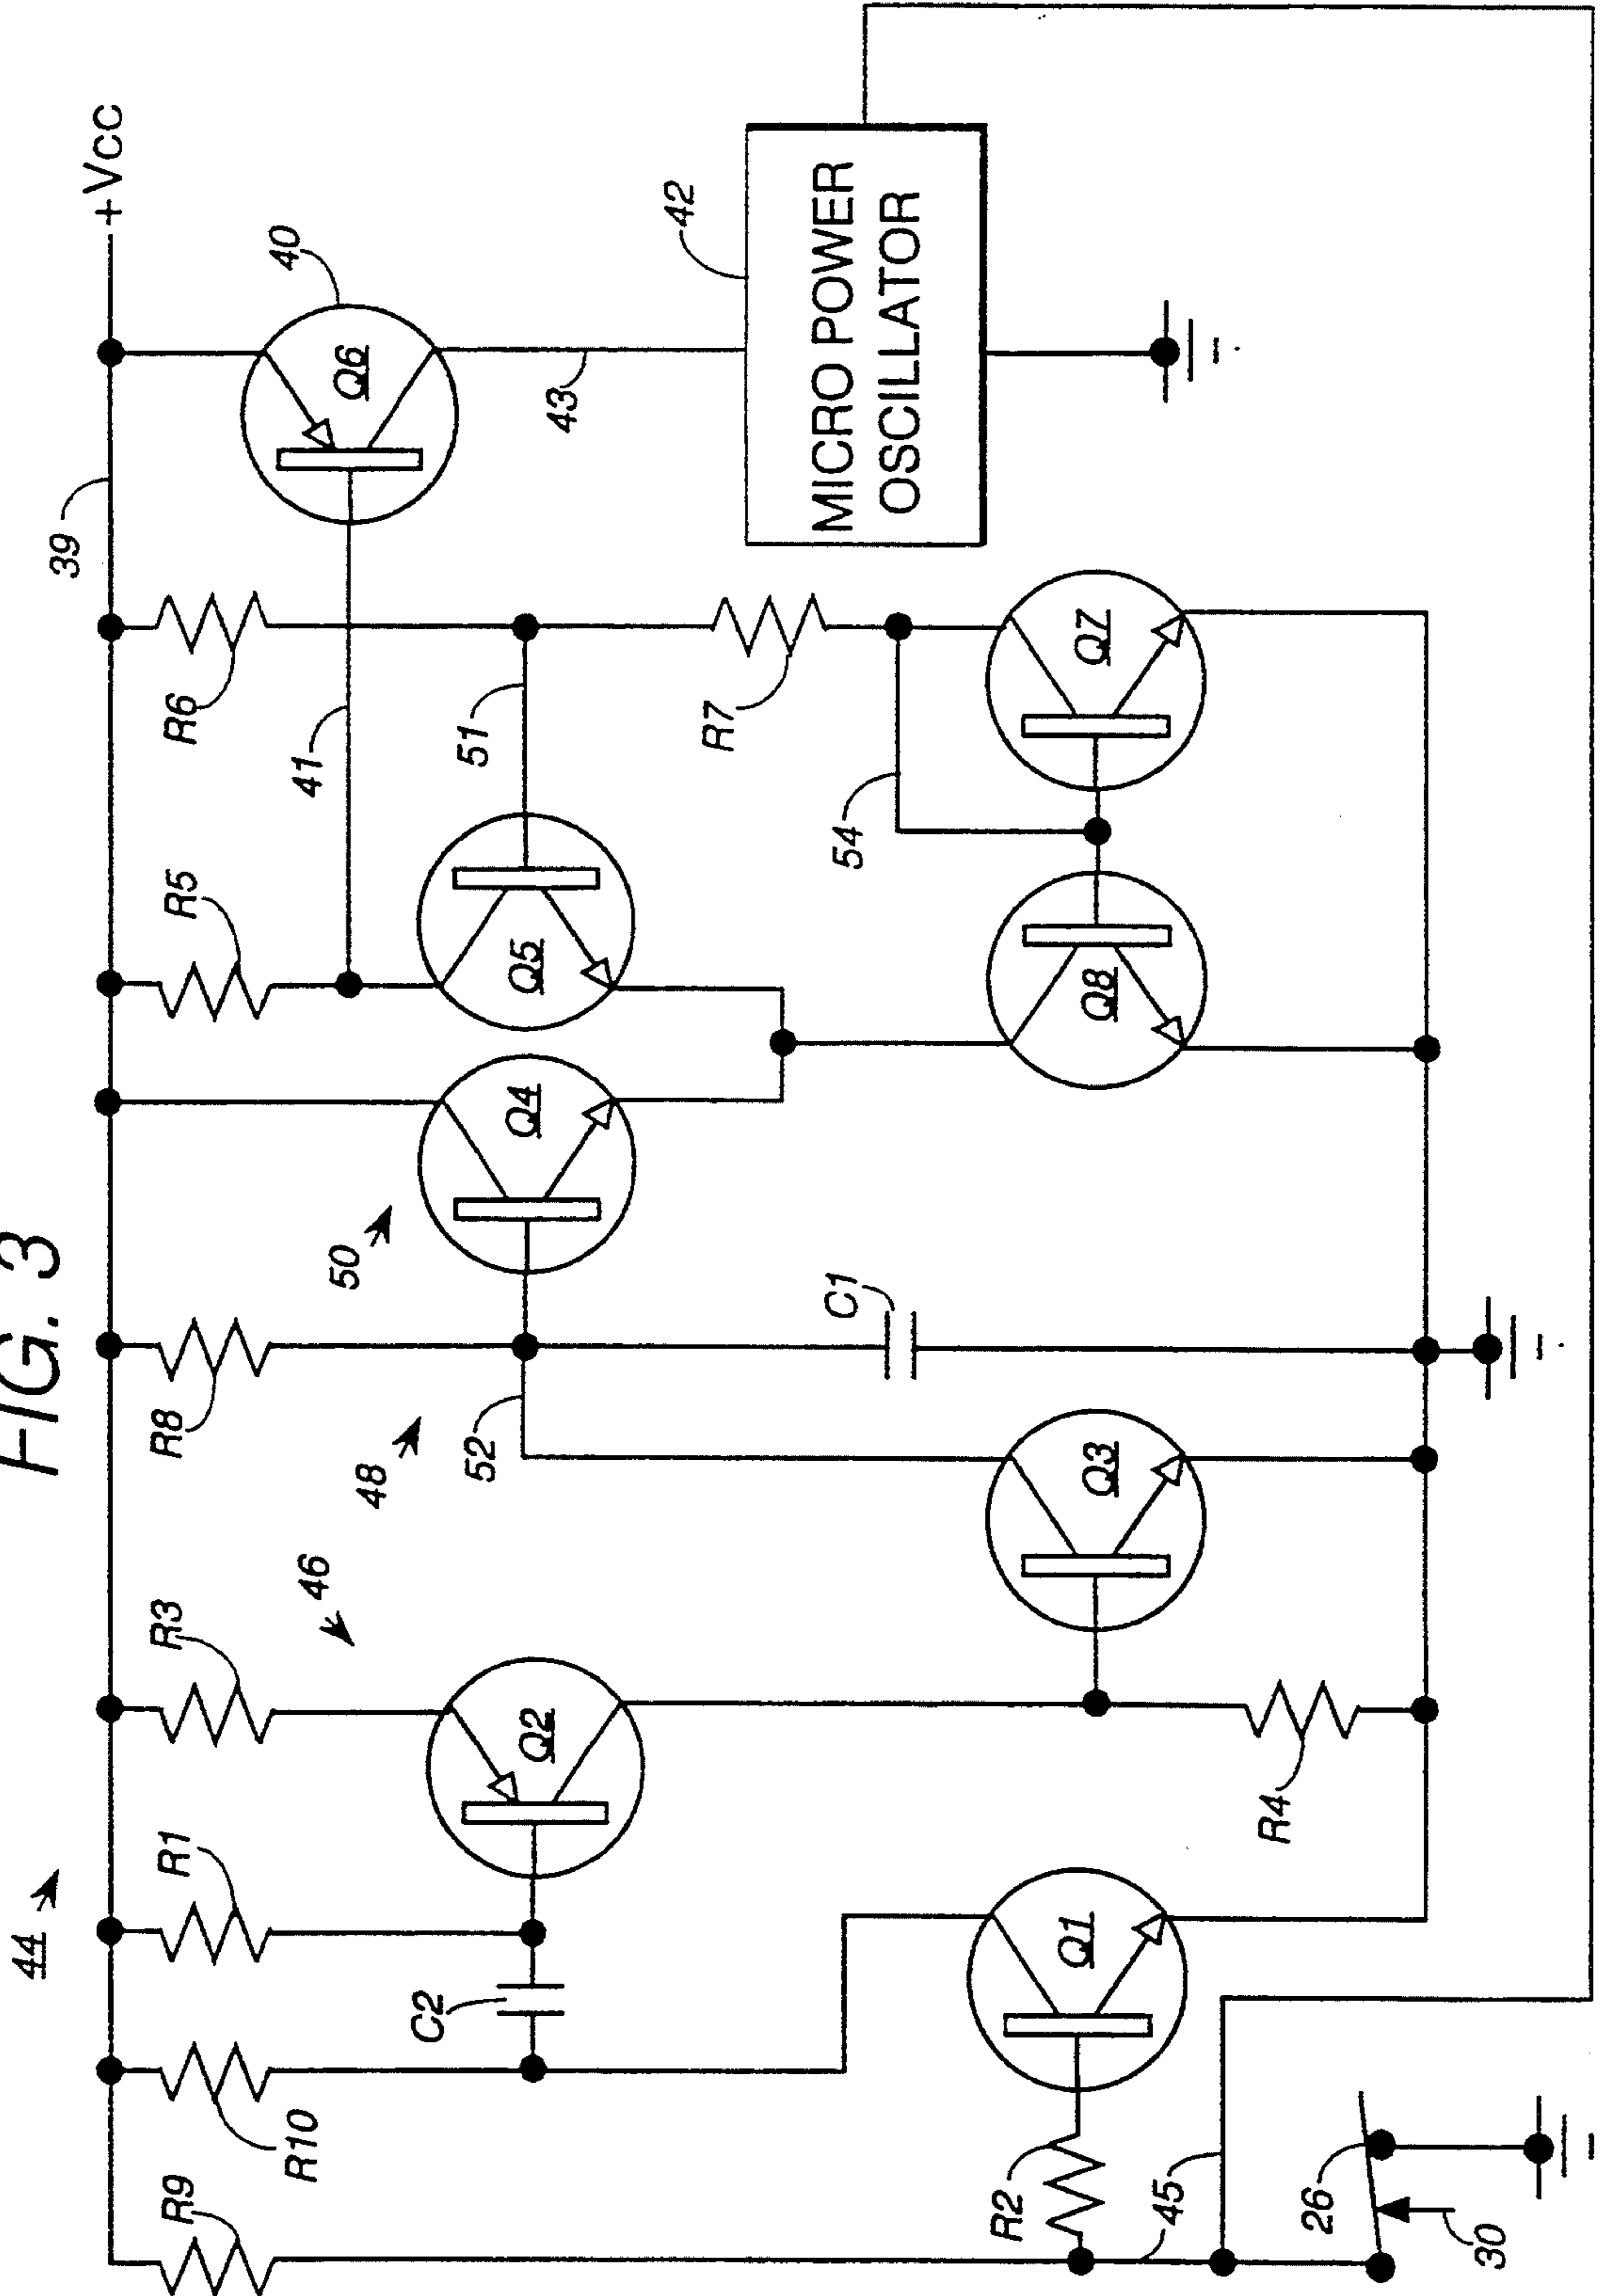 FIG. 3
44
+Vcc
39
R9
R10
R1
R3
R8
R5
R6
40
Q6
41
43
42
MICRO POWER
OSCILLATOR
C2
Q2
46
48
50
52
Q4
Q5
51
R7
54
C1
Q1
Q3
Q8
Q7
R2
R4
45
26
30